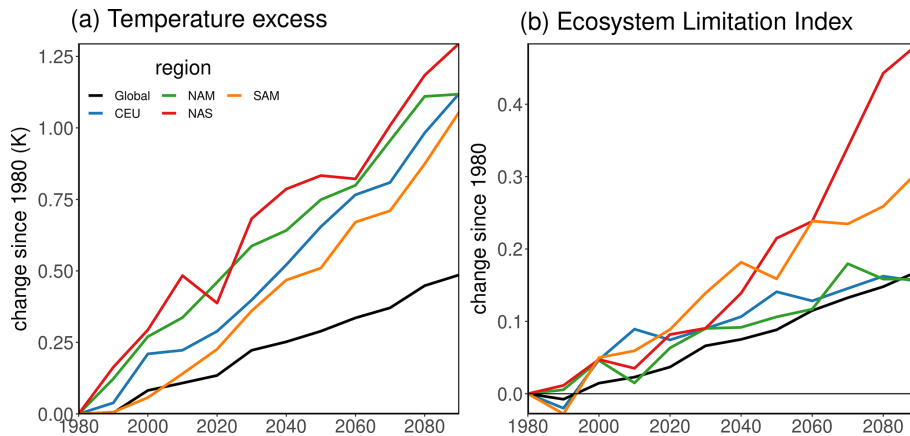 (a) Temperature excess
change since 1980 (K)
1.25
1.00
0.75
0.50
0.25
0.00
region
Global NAM SAM
CEU NAS
1980 2000 2020 2040 2060 2080
(b) Ecosystem Limitation Index
change since 1980
0.4
0.3
0.2
0.1
0.0
1980 2000 2020 2040 2060 2080